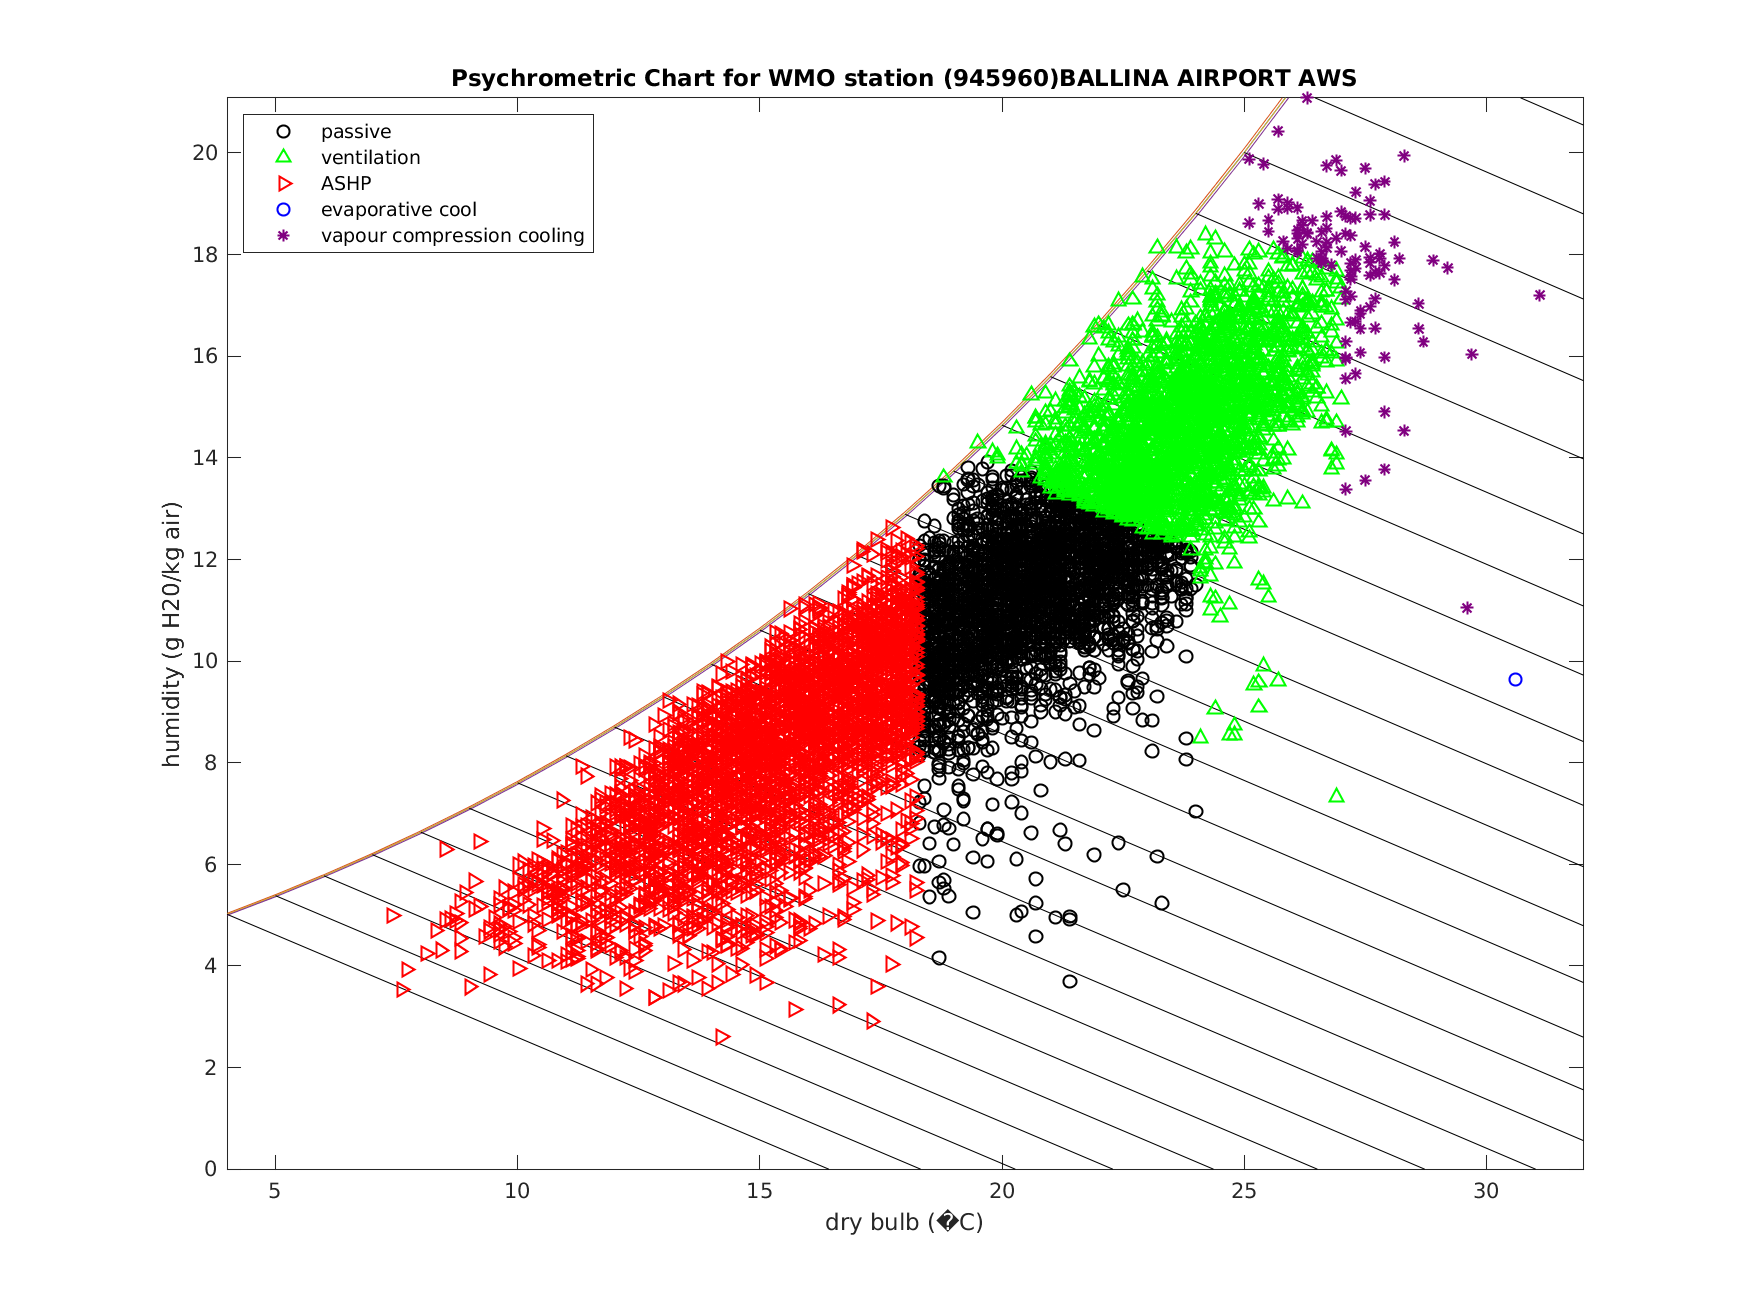 Psychrometric Chart for WMO station (945960)BALLINA AIRPORT AWS
passive
ventilation
ASHP
evaporative cool
vapour compression cooling
humidity (g H20/kg air)
20
18
16
14
12
10
8
6
4
2
0
5 10 15 20 25 30
dry bulb (�C)